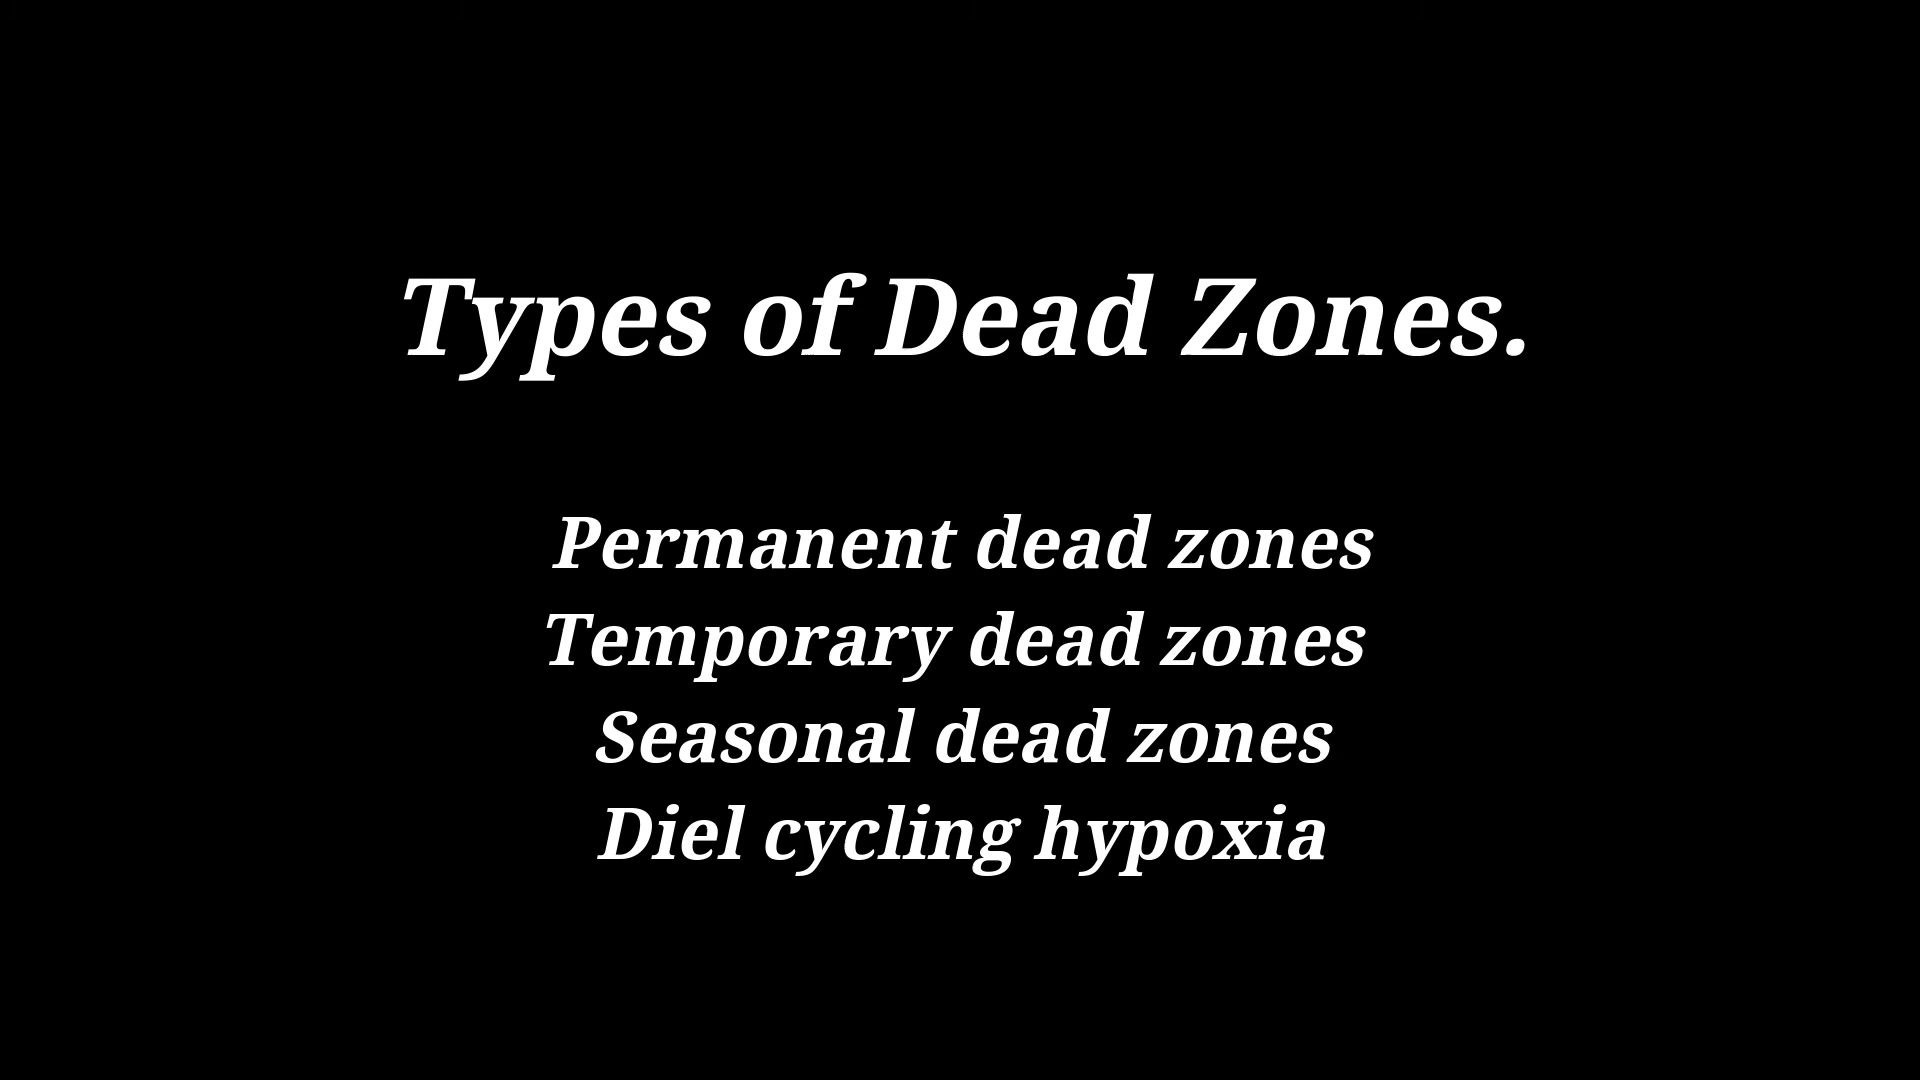 Types of Dead Zones.
Permanent dead zones
Temporary dead zones
Seasonal dead zones
Diel cycling hypoxia